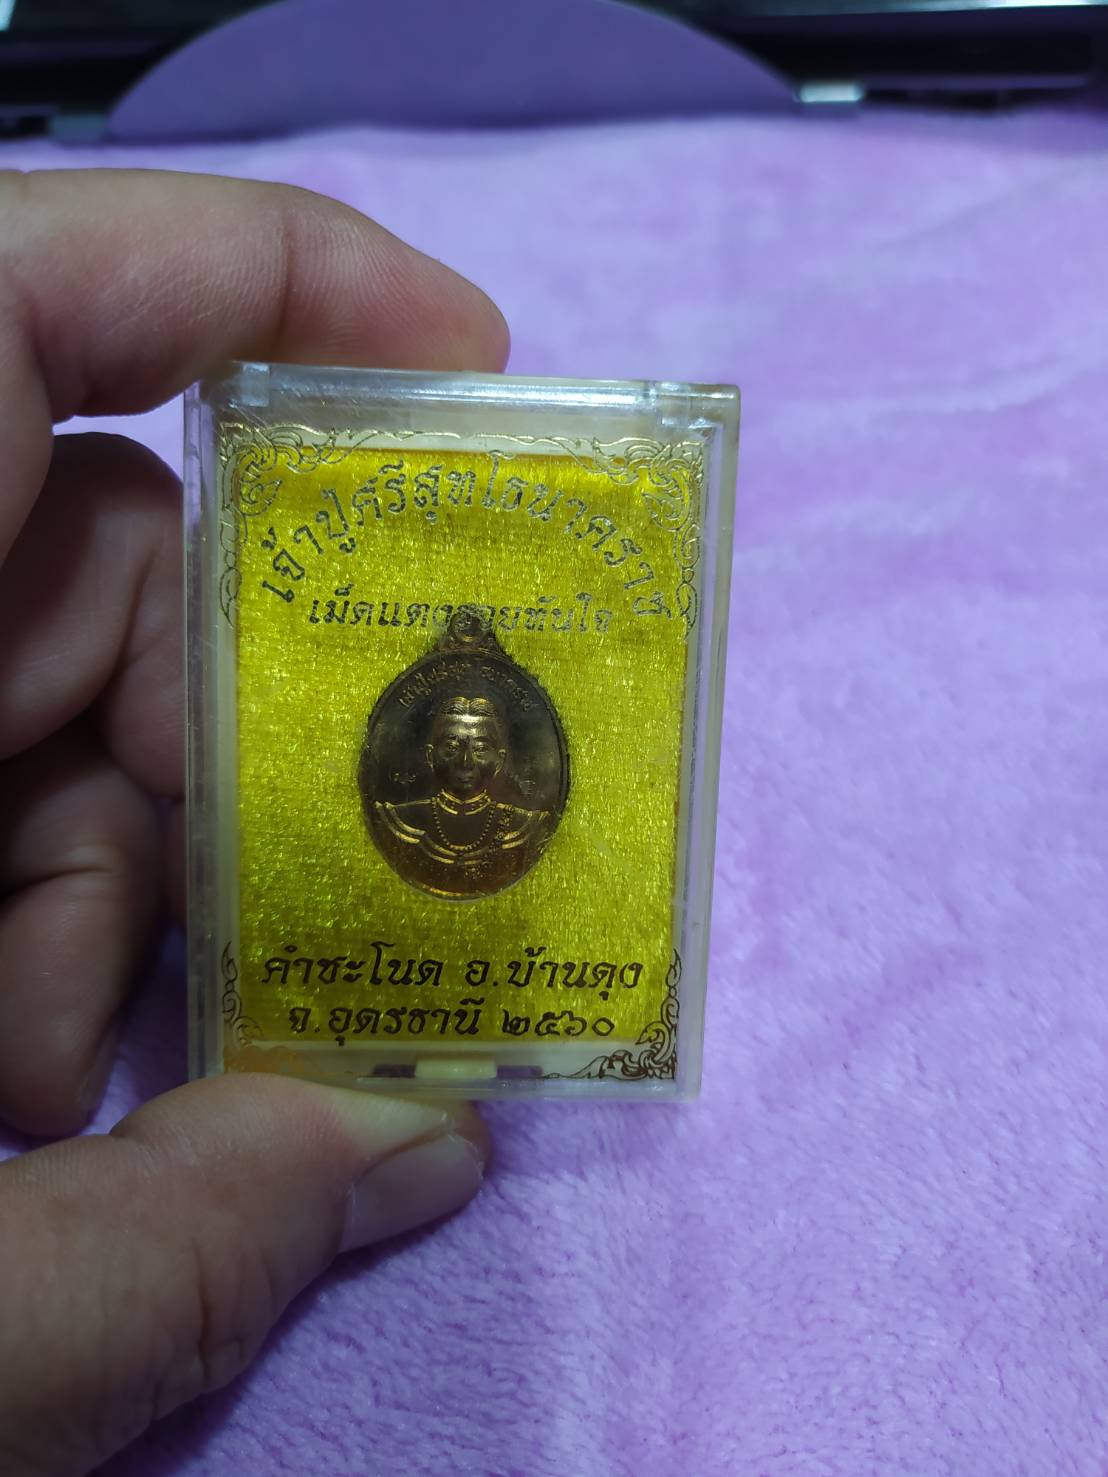 เจ้าปู่ศรีสุทโธนาคราช
เม็ดแตงรวยทันใจ
คำชะโนด อ.บ้านดุง
จ.อุดรธานี ๒๕๖๐